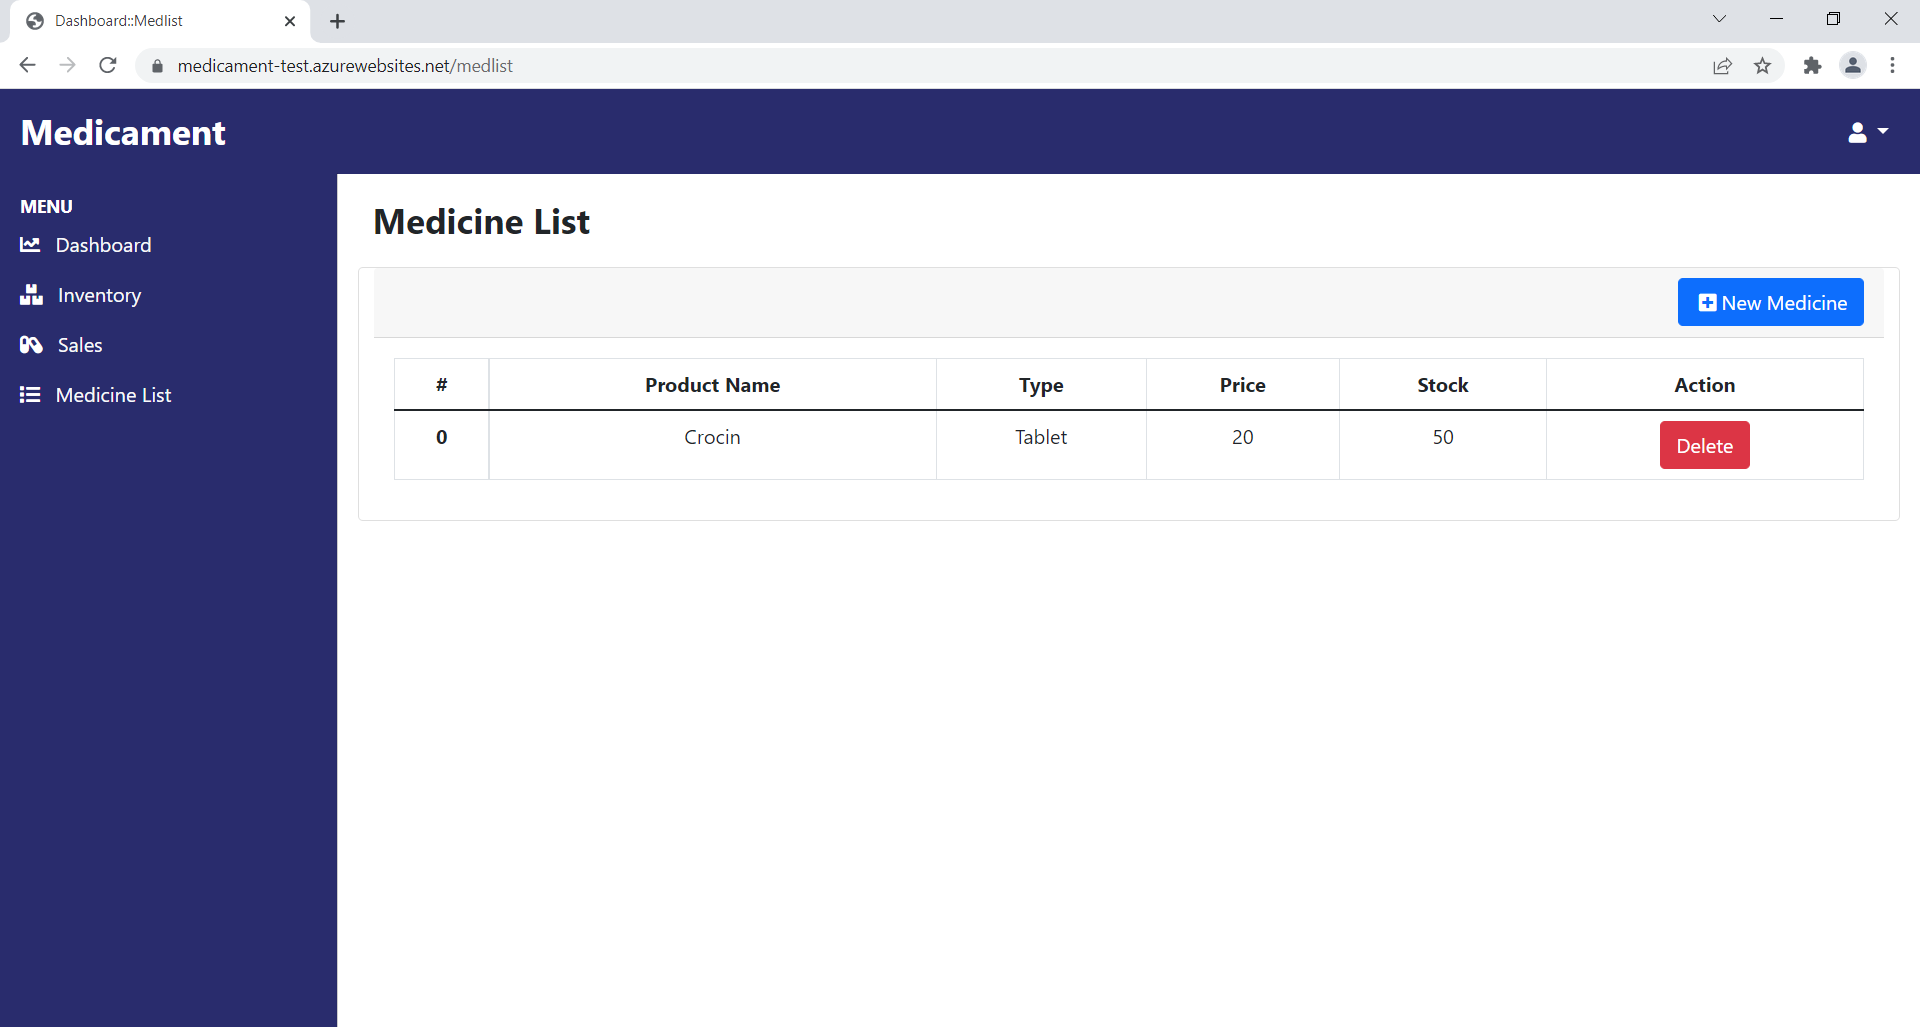 Dashboard::Medlist
medicament-test.azurewebsites.net/medlist
Medicament
MENU
Dashboard
Inventory
Sales
Medicine List
Medicine List
New Medicine
# Product Name Type Price Stock Action
0 Crocin Tablet 20 50 Delete